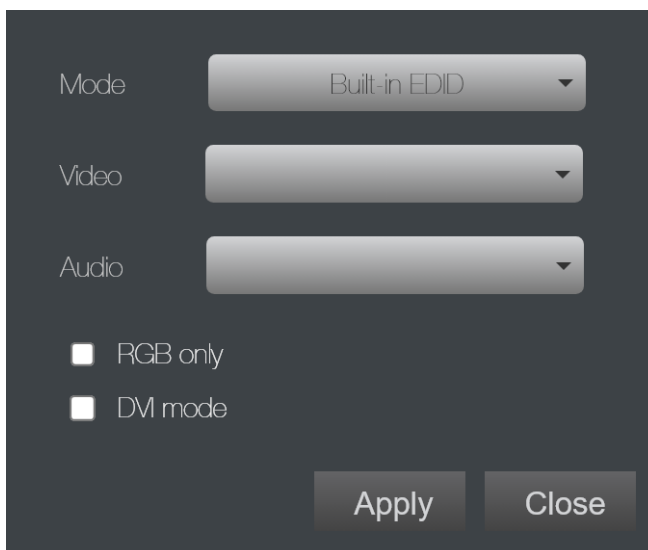 Mode Built-in EDID
Video
Audio
RGB only
DVI mode
Apply Close